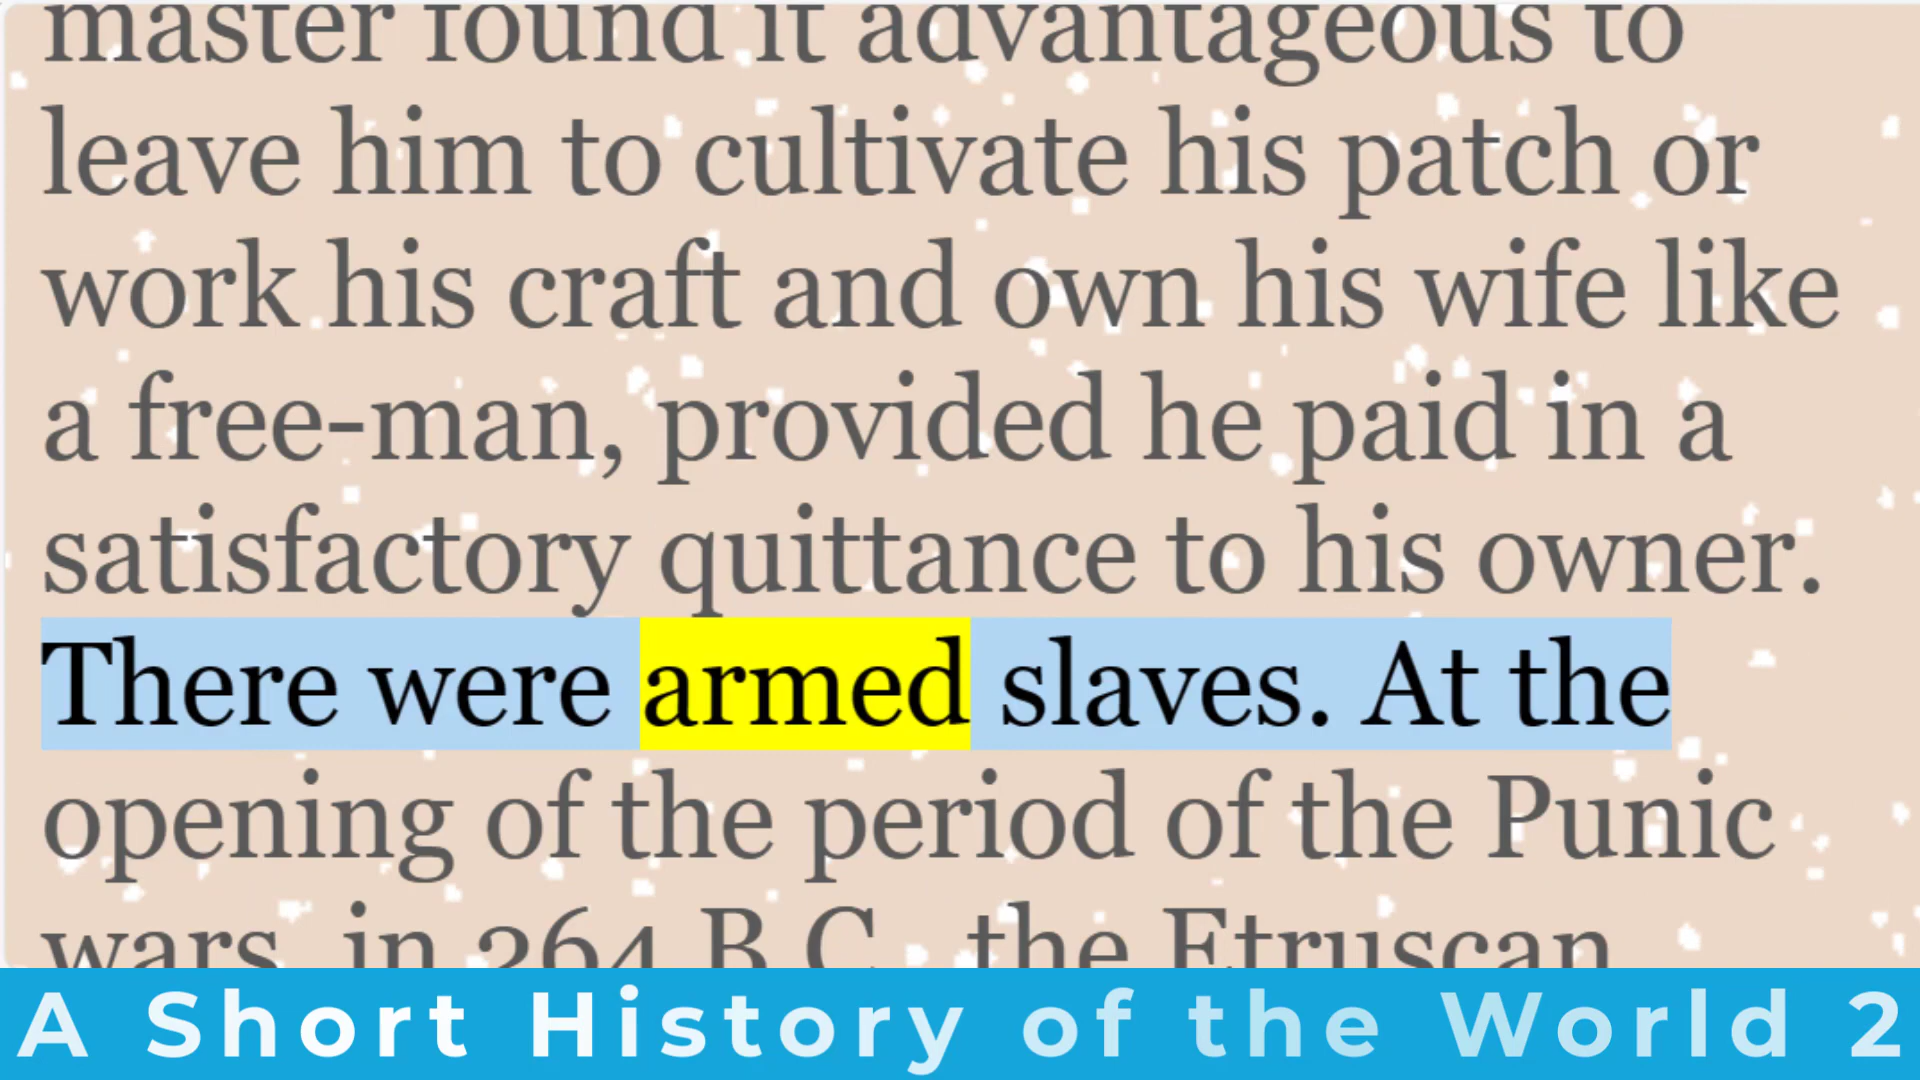 master found it advantageous to
leave him to cultivate his patch or
work his craft and own his wife like
a free-man, provided he paid in a
satisfactory quittance to his owner.
There were armed slaves. At the
opening of the period of the Punic
wars, in 264 B.C., the Etruscan
A Short History of the World 2